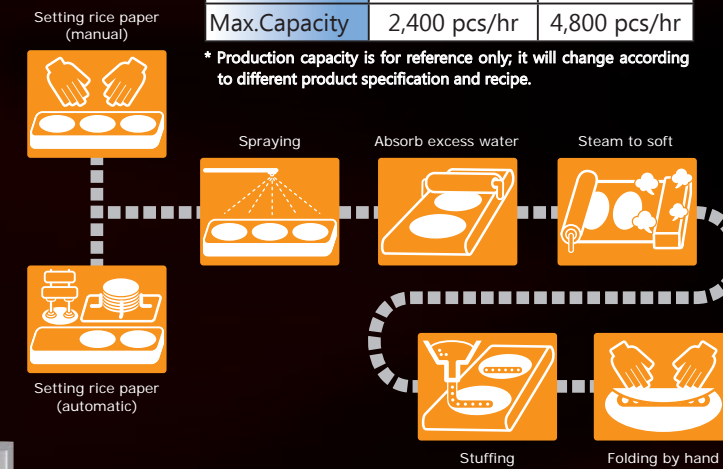 Setting rice paper
(manual)
Max.Capacity 2,400 pcs/hr 4,800 pcs/hr
* Production capacity is for reference only; it will change according
to different product specification and recipe.
Spraying
Absorb excess water
Steam to soft
Setting rice paper
(automatic)
Stuffing
Folding by hand